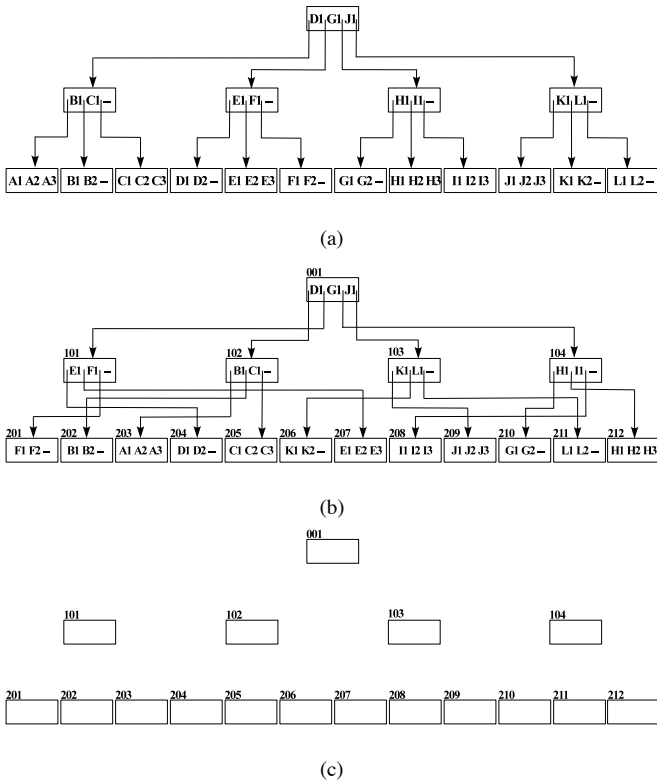 D1 G1 J1
B1 C1 –
E1 F1 –
H1 I1 –
K1 L1 –
A1 A2 A3
B1 B2 –
C1 C2 C3
D1 D2 –
E1 E2 E3
F1 F2 –
G1 G2 –
H1 H2 H3
I1 I2 I3
J1 J2 J3
K1 K2 –
L1 L2 –
(a)
001
D1 G1 J1
101
102
103
104
E1 F1 –
B1 C1 –
K1 L1 –
H1 I1 –
201
202
203
204
205
206
207
208
209
210
211
212
F1 F2 –
B1 B2 –
A1 A2 A3
D1 D2 –
C1 C2 C3
K1 K2 –
E1 E2 E3
I1 I2 I3
J1 J2 J3
G1 G2 –
L1 L2 –
H1 H2 H3
(b)
001
101
102
103
104
201
202
203
204
205
206
207
208
209
210
211
212
(c)